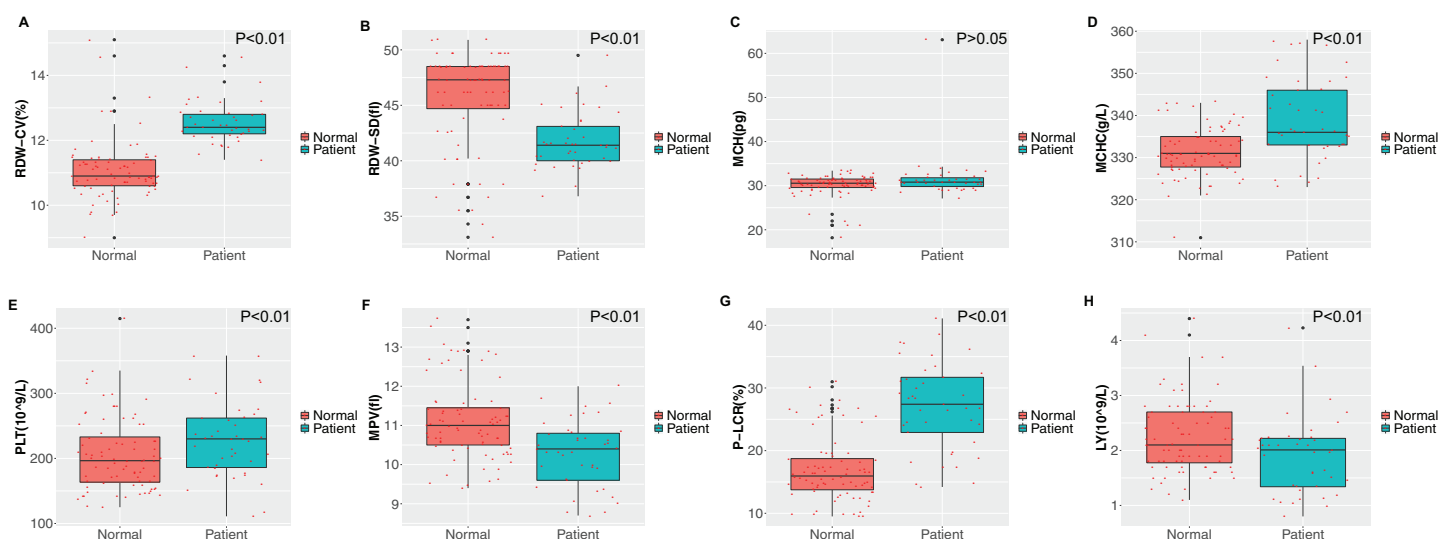 A
P<0.01
RDW−CV(%)
14
12
10
Normal
Patient
Normal
Patient
B
P<0.01
RDW−SD(fl)
50
45
40
35
Normal
Patient
Normal
Patient
C
P>0.05
MCH(pg)
60
50
40
30
20
Normal
Patient
Normal
Patient
D
P<0.01
MCHC(g/L)
360
350
340
330
320
310
Normal
Patient
Normal
Patient
E
P<0.01
PLT(10^9/L)
400
300
200
100
Normal
Patient
Normal
Patient
F
P<0.01
MPV(fl)
13
12
11
10
9
Normal
Patient
Normal
Patient
G
P<0.01
P−LCR(%)
40
30
20
10
Normal
Patient
Normal
Patient
H
P<0.01
LY(10^9/L)
4
3
2
1
Normal
Patient
Normal
Patient